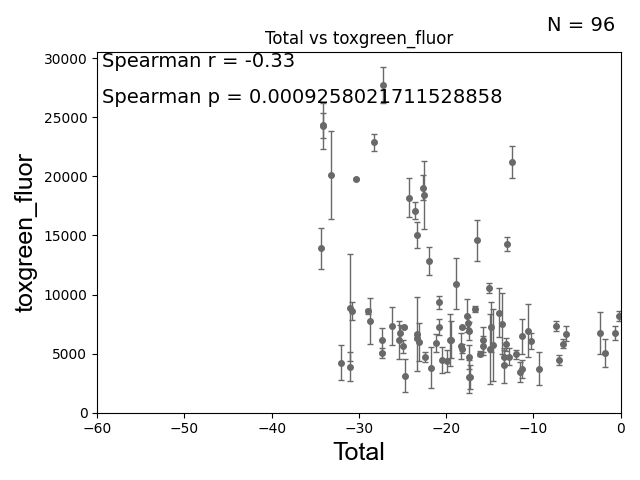 N = 96
Total vs toxgreen_fluor
Spearman r = -0.33
Spearman p = 0.0009258021711528858
toxgreen_fluor
30000
25000
20000
15000
10000
5000
0
−60 −50 −40 −30 −20 −10 0
Total